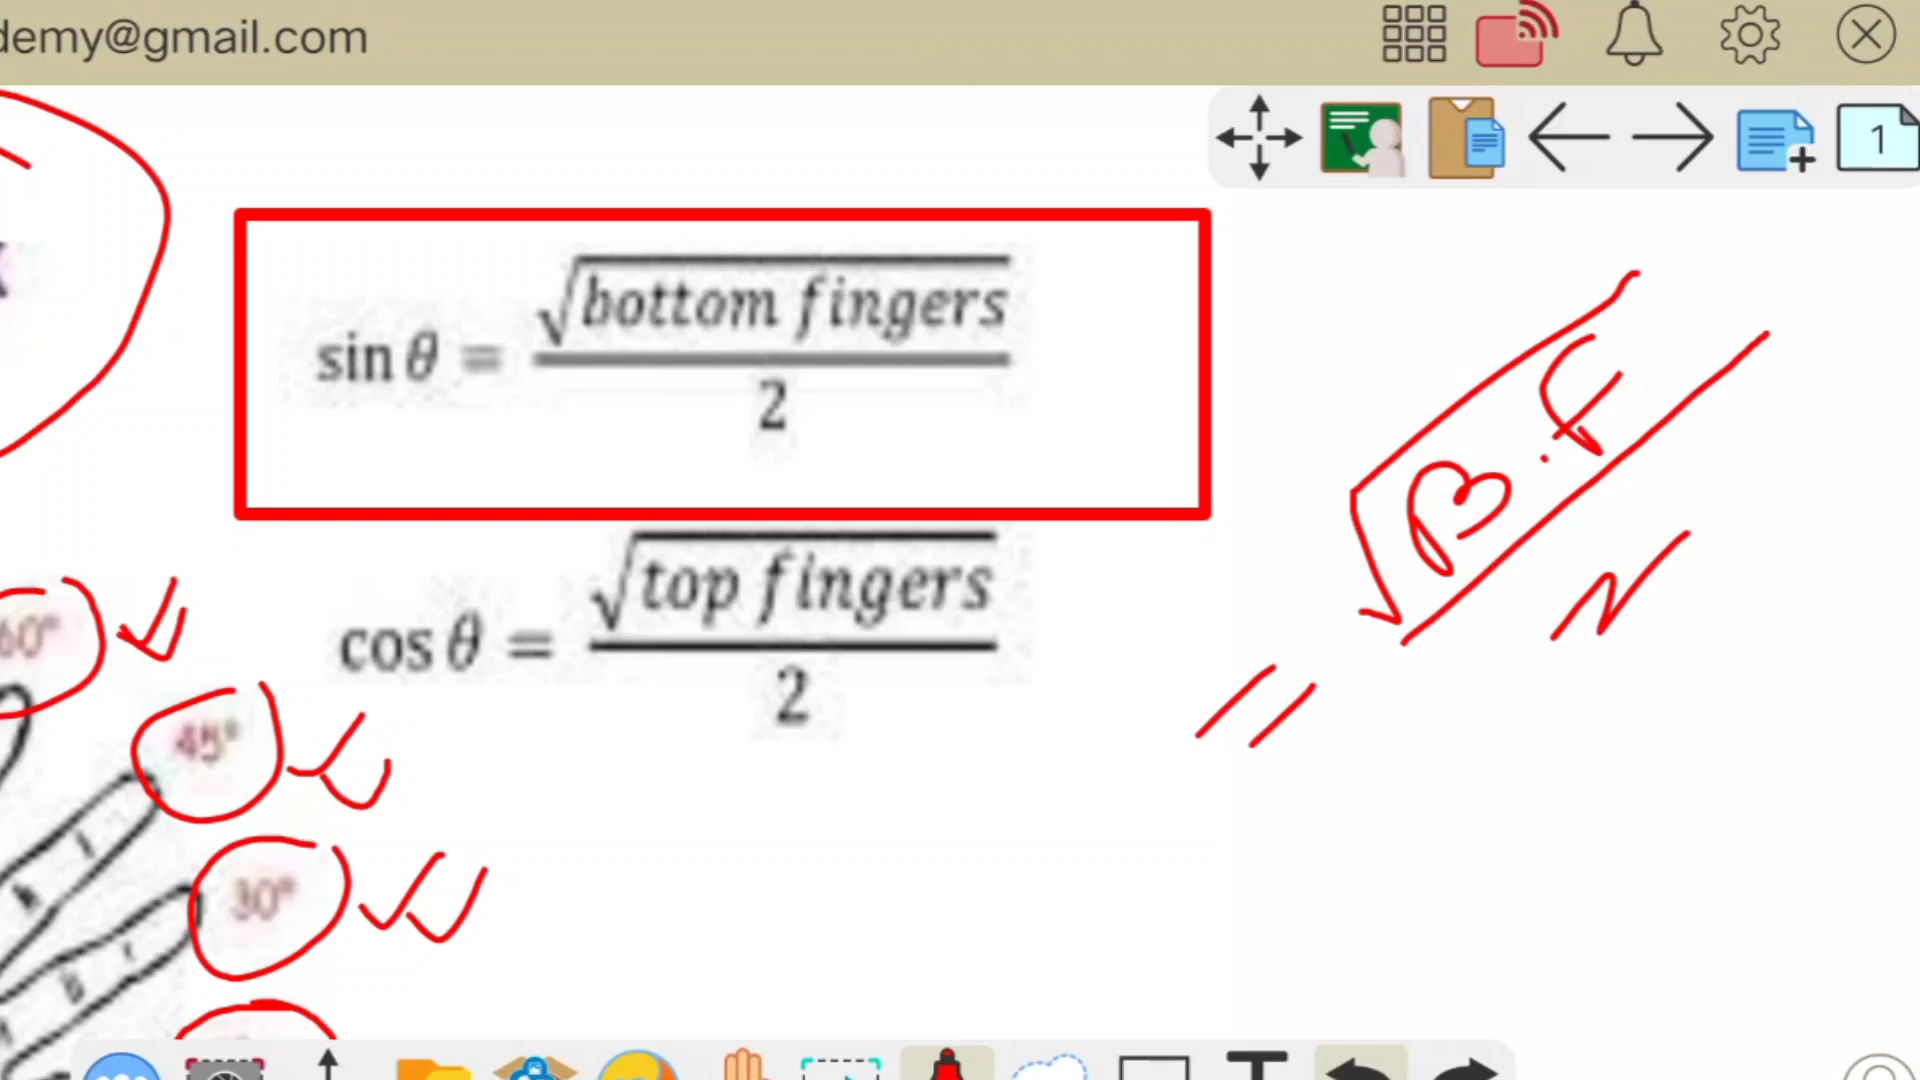 demy@gmail.com
1
sin θ = √bottom fingers / 2
cos θ = √top fingers / 2
= √B.F / 2
60°
45°
30°